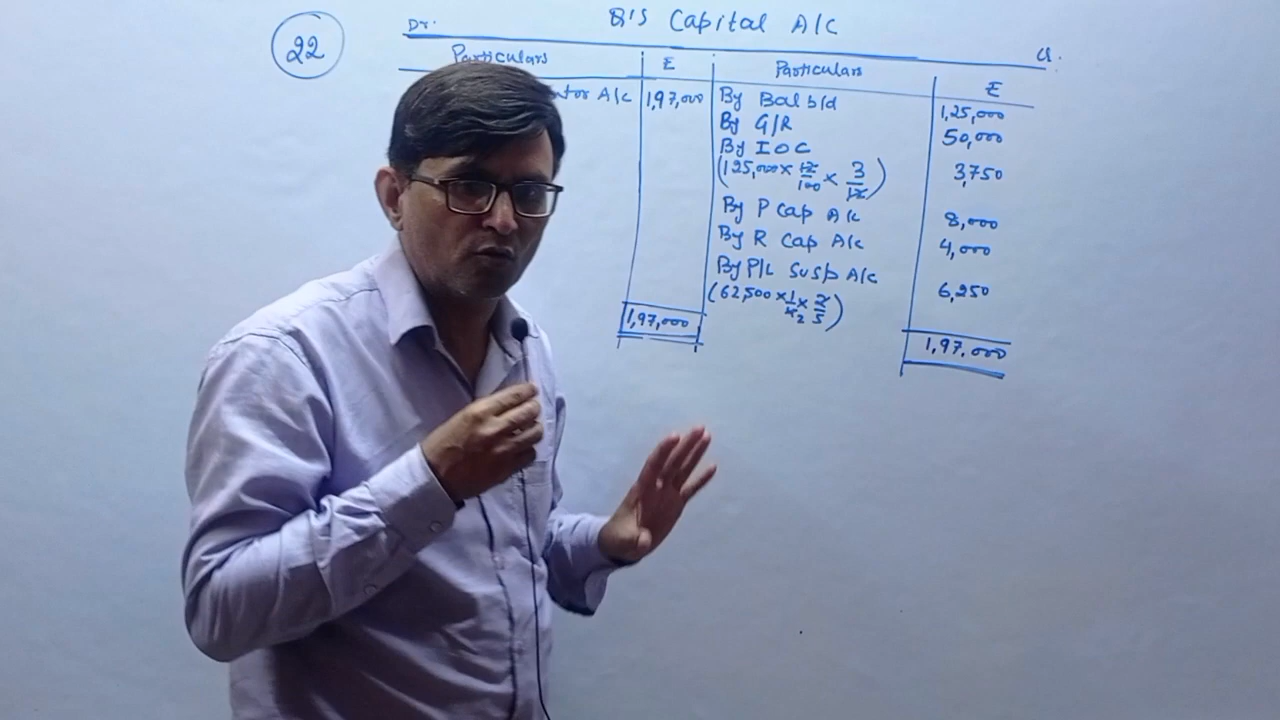 22
Dr. Q'S Capital A/C Cr.
Particulars ₹ Particulars ₹
A/C 1,97,000 By Bal b/d 1,25,000
By G/R 50,000
By IOC
(125,000 × 12/100 × 3/12) 3,750
By P Cap A/c 8,000
By R Cap A/c 4,000
By P/L Susp A/c
(62,500 × 1/4 2 × 2/5) 6,250
1,97,000 1,97,000